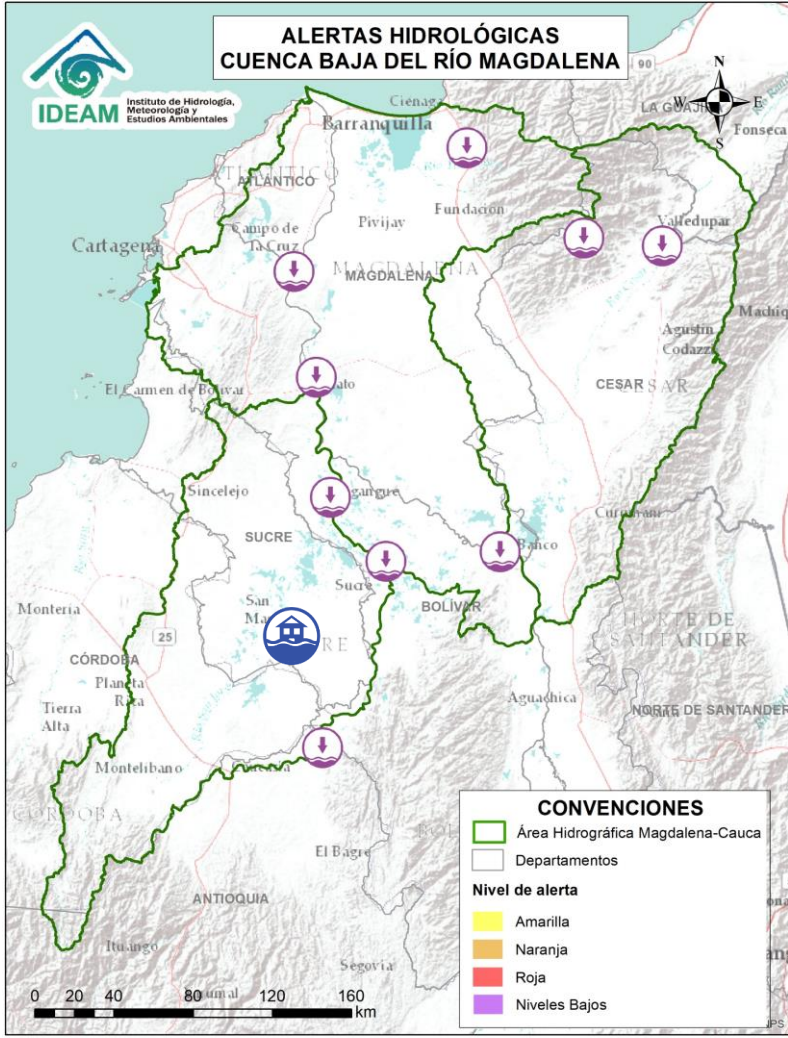 ALERTAS HIDROLÓGICAS
CUENCA BAJA DEL RÍO MAGDALENA
IDEAM
Instituto de Hidrología,
Meteorología y
Estudios Ambientales
N
W
E
S
90
LA GUAJIRA
Ciénaga
Barranquilla
Fonseca
ATLÁNTICO
ATLÁNTICO
Pivijay
Fundación
Valledupar
Campo de
la Cruz
Cartagena
MAGDALENA
MAGDALENA
Agustín
Codazzi
El Carmen de Bolívar
CESAR
CESAR
Sincelejo
SUCRE
Banco
Sucre
San
BOLÍVAR
Montería
25
CÓRDOBA
Planeta
Rica
Tierra
Alta
NORTE DE
SANTANDER
NORTE DE SANTANDER
Aguachica
Montelíbano
CÓRDOBA
El Bagre
ANTIOQUIA
Ituango
Segovia
CONVENCIONES
Área Hidrográfica Magdalena-Cauca
Departamentos
Nivel de alerta
Amarilla
Naranja
Roja
Niveles Bajos
0 20 40 80 120 160
km